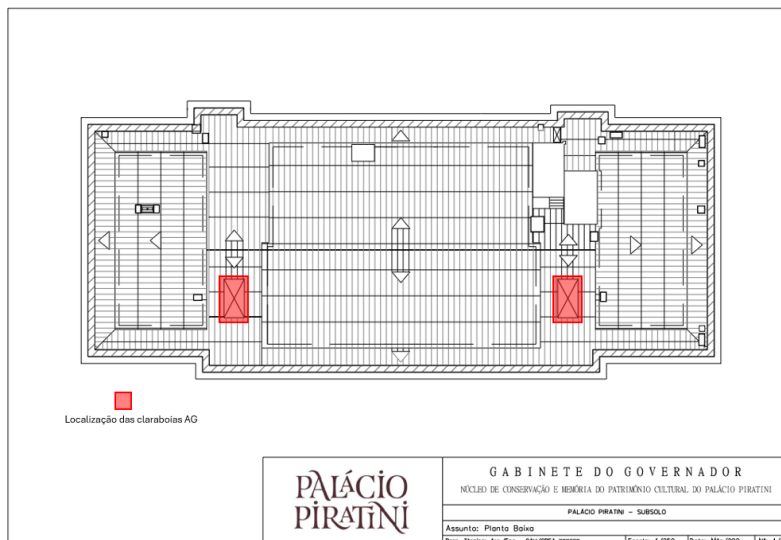 Localização das claraboias AG
PALÁCIO
PIRATINI
GABINETE DO GOVERNADOR
NÚCLEO DE CONSERVAÇÃO E MEMÓRIA DO PATRIMÔNIO CULTURAL DO PALÁCIO PIRATINI
PALÁCIO PIRATINI - SUBSOLO
Assunto: Planta Baixa